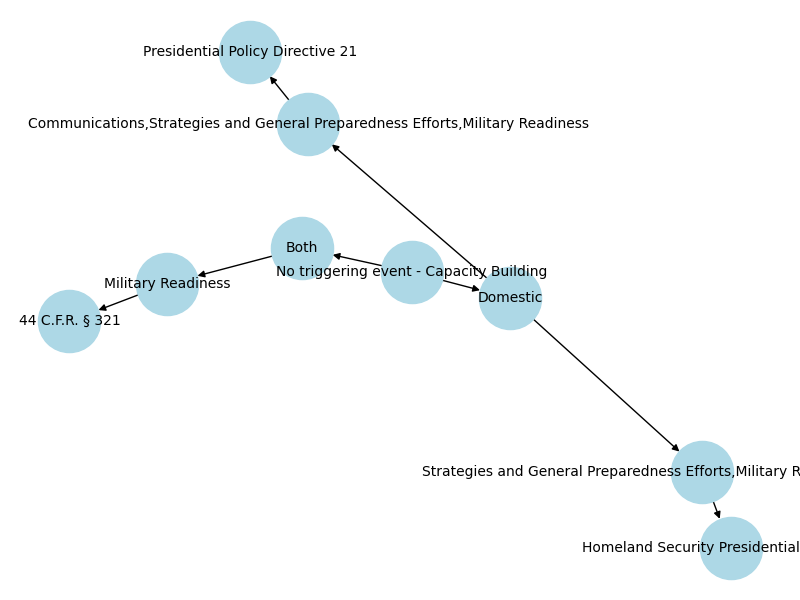 Presidential Policy Directive 21
Communications,Strategies and General Preparedness Efforts,Military Readiness
Both
No triggering event - Capacity Building
Military Readiness
Domestic
44 C.F.R. § 321
Strategies and General Preparedness Efforts,Military R
Homeland Security Presidential